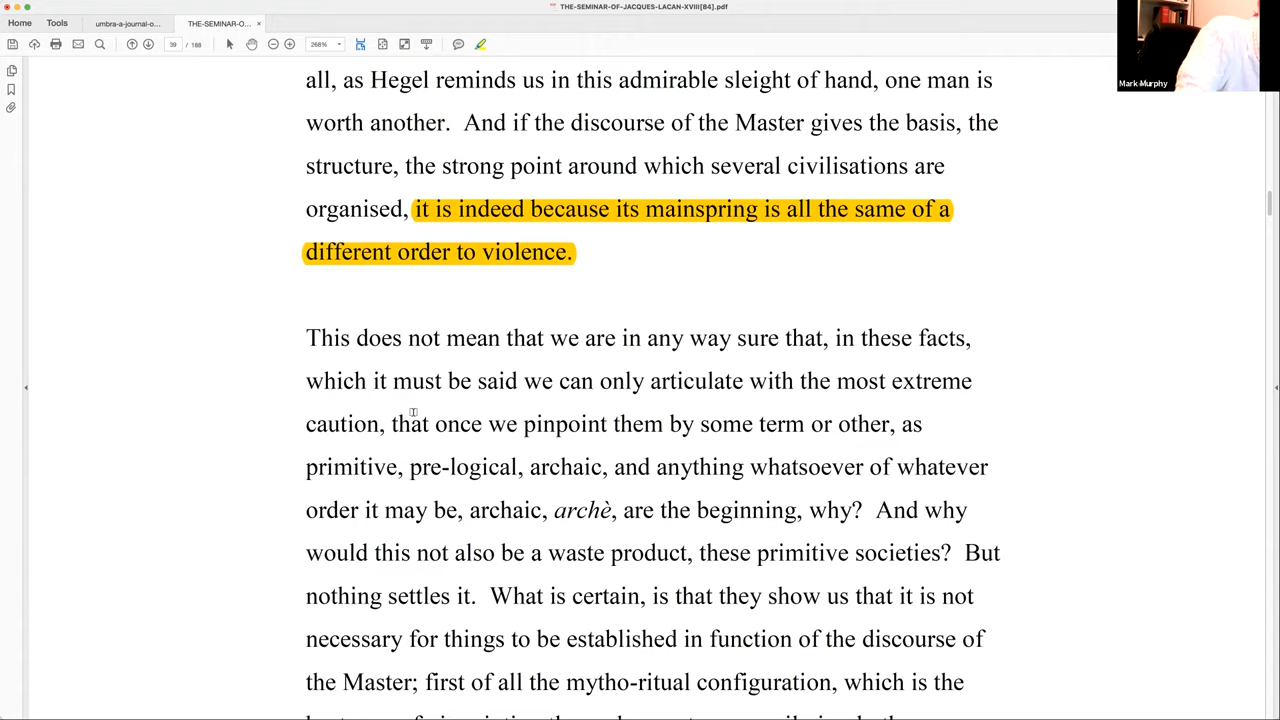 THE-SEMINAR-OF-JACQUES-LACAN-XVIII[84].pdf
Home Tools umbra-a-journal-o... THE-SEMINAR-O... ×
39 / 188 268%
Mark Murphy
all, as Hegel reminds us in this admirable sleight of hand, one man is
worth another. And if the discourse of the Master gives the basis, the
structure, the strong point around which several civilisations are
organised, it is indeed because its mainspring is all the same of a
different order to violence.
This does not mean that we are in any way sure that, in these facts,
which it must be said we can only articulate with the most extreme
caution, that once we pinpoint them by some term or other, as
primitive, pre-logical, archaic, and anything whatsoever of whatever
order it may be, archaic, archè, are the beginning, why? And why
would this not also be a waste product, these primitive societies? But
nothing settles it. What is certain, is that they show us that it is not
necessary for things to be established in function of the discourse of
the Master; first of all the mytho-ritual configuration, which is the